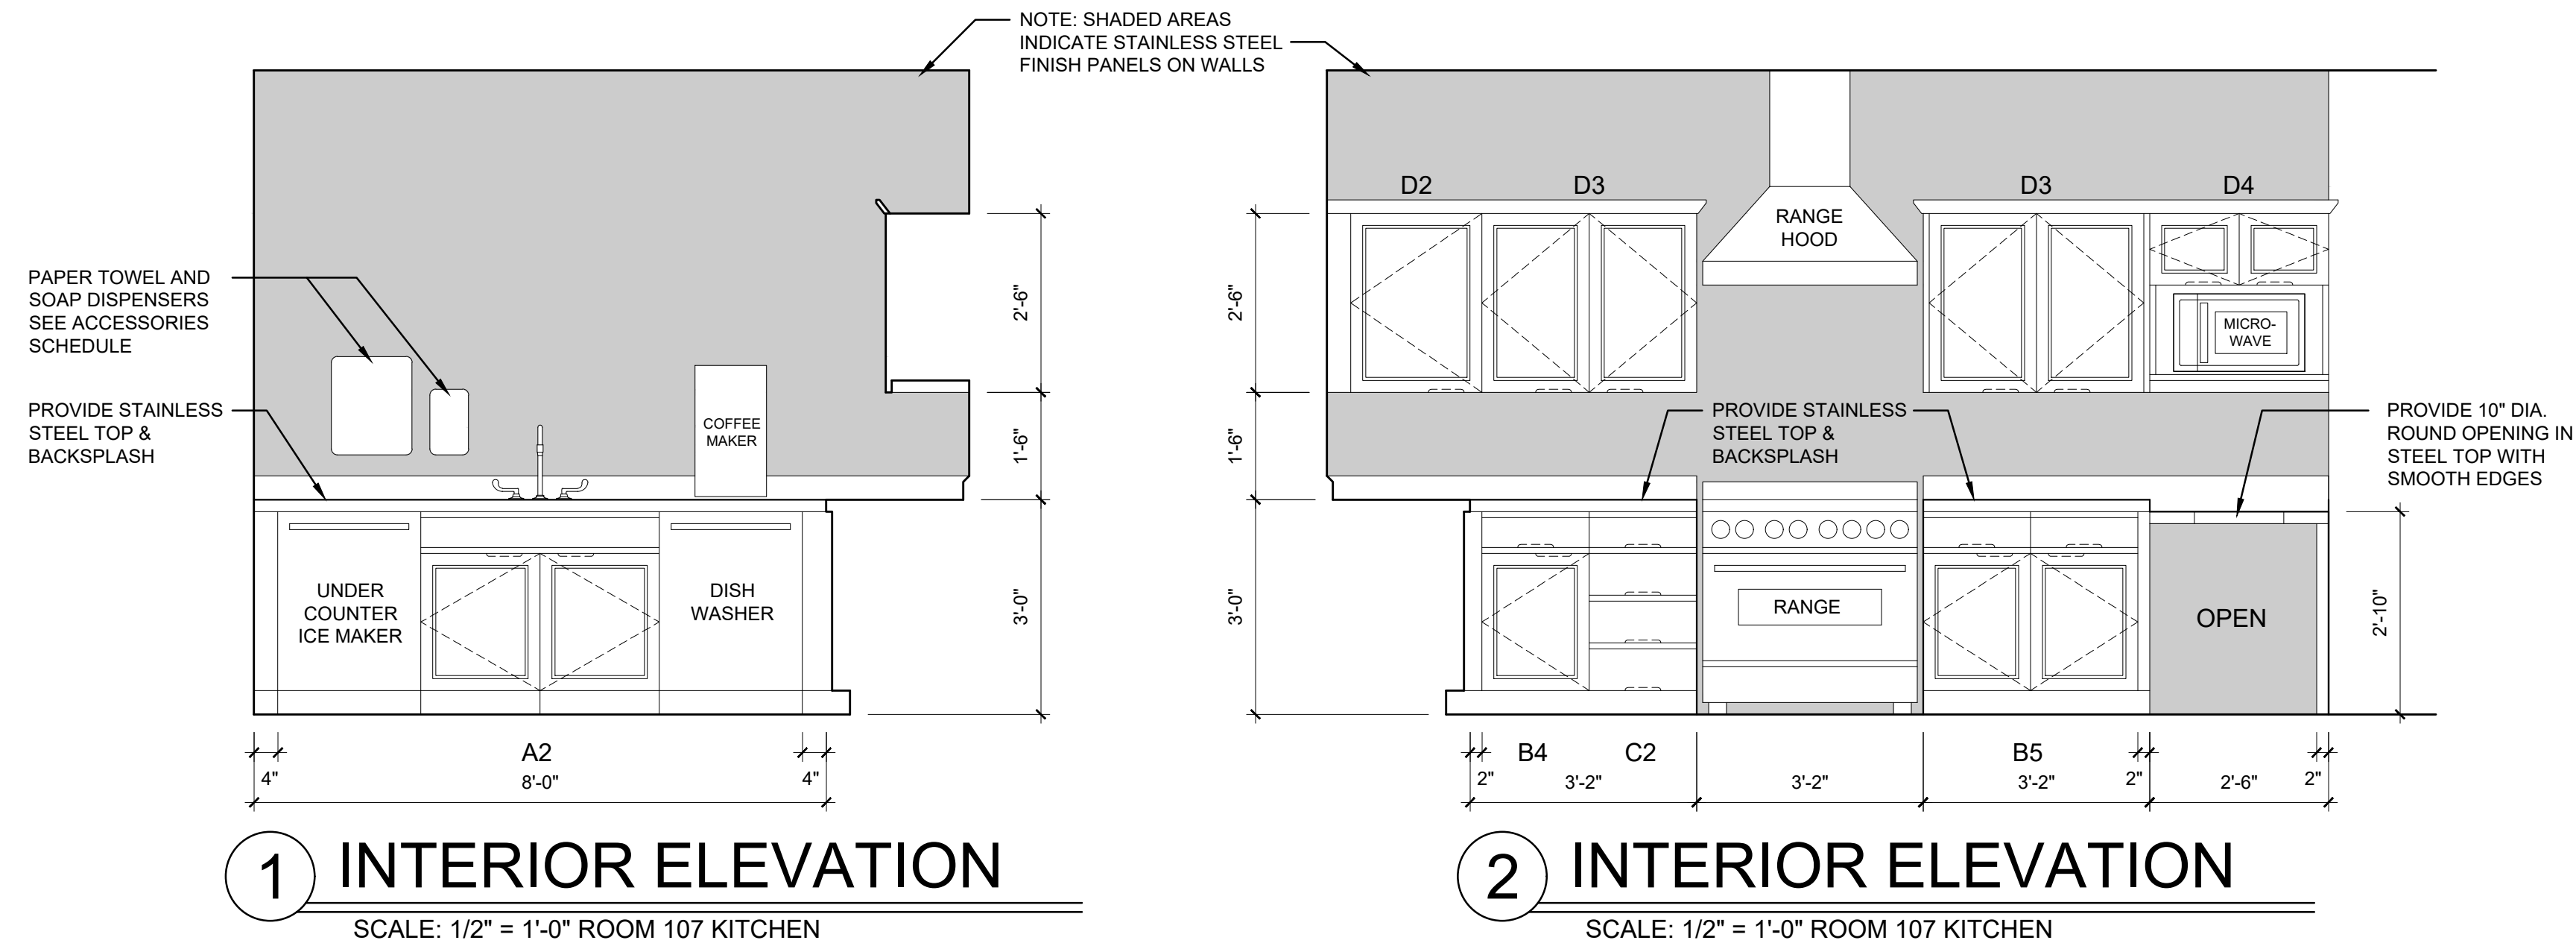 NOTE: SHADED AREAS
INDICATE STAINLESS STEEL
FINISH PANELS ON WALLS
PAPER TOWEL AND
SOAP DISPENSERS
SEE ACCESSORIES
SCHEDULE
PROVIDE STAINLESS
STEEL TOP &
BACKSPLASH
COFFEE
MAKER
UNDER
COUNTER
ICE MAKER
DISH
WASHER
2'-6"
1'-6"
3'-0"
A2
4"
8'-0"
4"
1
INTERIOR ELEVATION
SCALE: 1/2" = 1'-0" ROOM 107 KITCHEN
D2
D3
RANGE
HOOD
D3
D4
MICRO-
WAVE
2'-6"
1'-6"
3'-0"
PROVIDE STAINLESS
STEEL TOP &
BACKSPLASH
PROVIDE 10" DIA.
ROUND OPENING IN
STEEL TOP WITH
SMOOTH EDGES
RANGE
OPEN
2'-10"
B4
C2
B5
2"
3'-2"
3'-2"
3'-2"
2"
2'-6"
2"
2
INTERIOR ELEVATION
SCALE: 1/2" = 1'-0" ROOM 107 KITCHEN